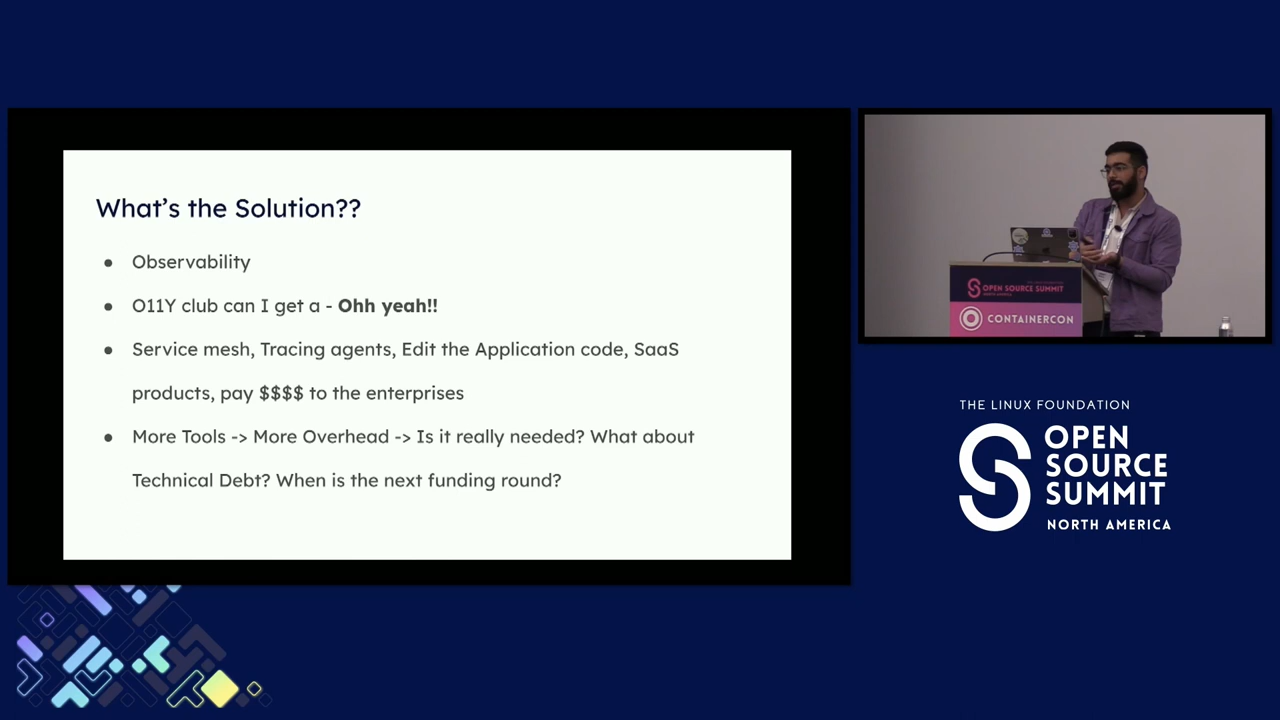 What's the Solution??
● Observability
● O11Y club can I get a - Ohh yeah!!
● Service mesh, Tracing agents, Edit the Application code, SaaS
products, pay $$$$ to the enterprises
● More Tools -> More Overhead -> Is it really needed? What about
Technical Debt? When is the next funding round?
OPEN SOURCE SUMMIT
CONTAINERCON
THE LINUX FOUNDATION
OPEN
SOURCE
SUMMIT
NORTH AMERICA